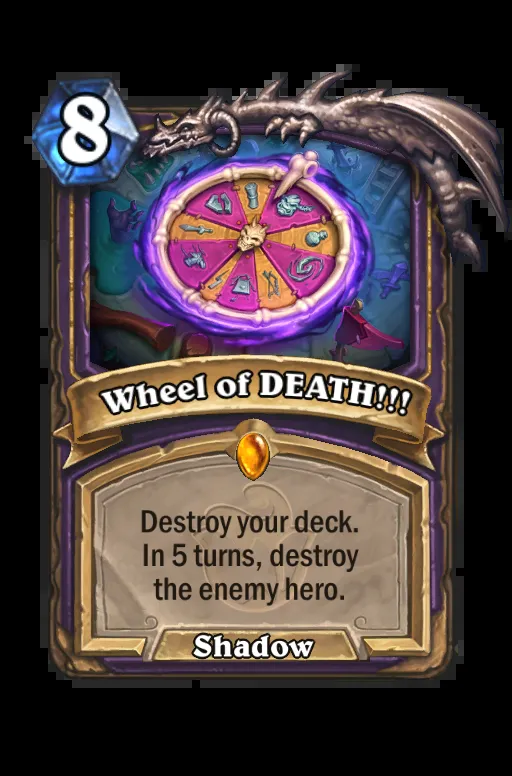 8
Wheel of DEATH!!!
Destroy your deck.
In 5 turns, destroy
the enemy hero.
Shadow